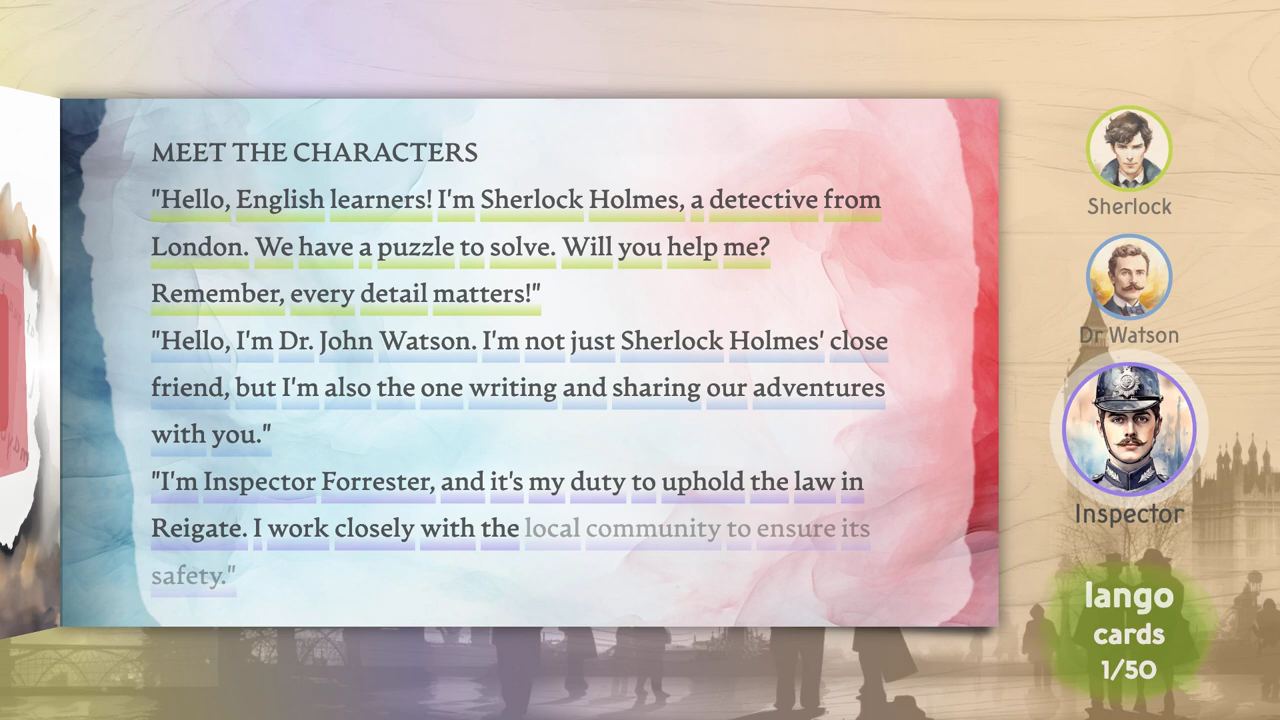 MEET THE CHARACTERS
"Hello, English learners! I'm Sherlock Holmes, a detective from
London. We have a puzzle to solve. Will you help me?
Remember, every detail matters!"
"Hello, I'm Dr. John Watson. I'm not just Sherlock Holmes' close
friend, but I'm also the one writing and sharing our adventures
with you."
"I'm Inspector Forrester, and it's my duty to uphold the law in
Reigate. I work closely with the local community to ensure its
safety."
Sherlock
Dr Watson
Inspector
lango
cards
1/50